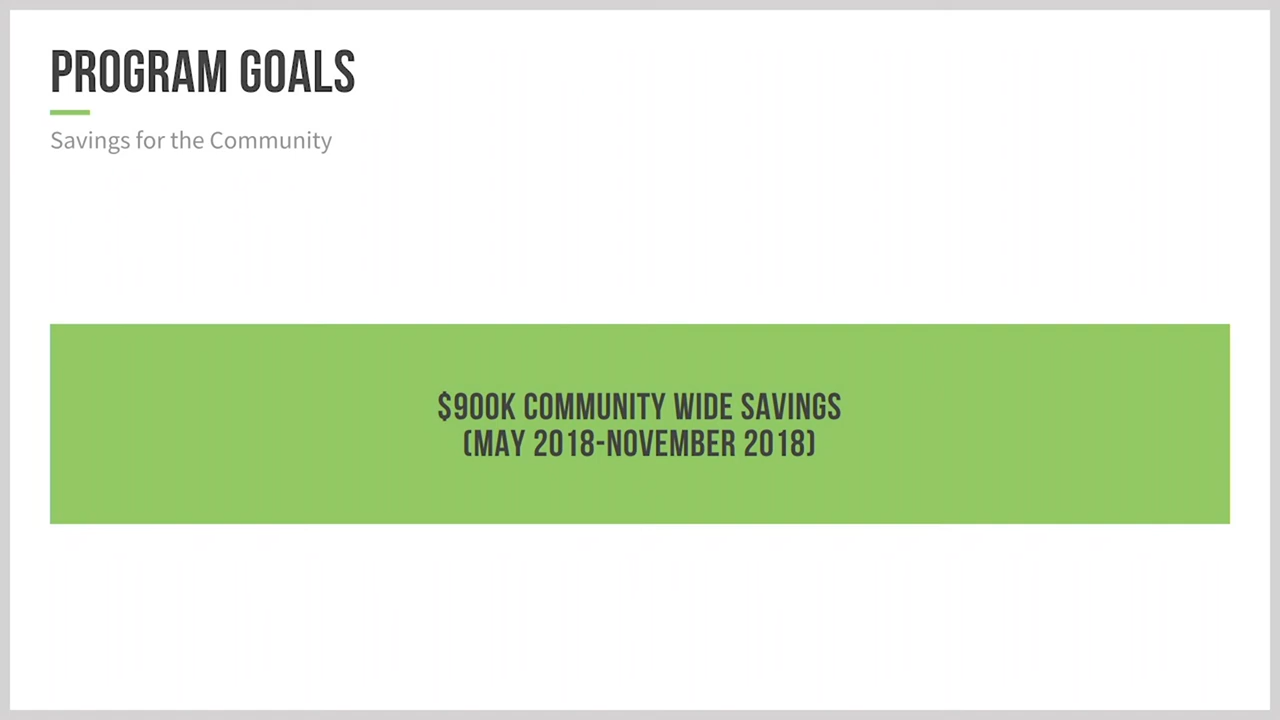 PROGRAM GOALS
Savings for the Community
$900K COMMUNITY WIDE SAVINGS
(MAY 2018-NOVEMBER 2018)